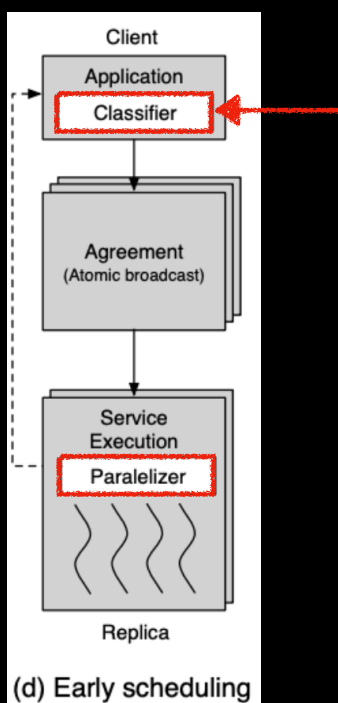 Client
Application
Classifier
Agreement
(Atomic broadcast)
Service
Execution
Paralelizer
Replica
(d) Early scheduling